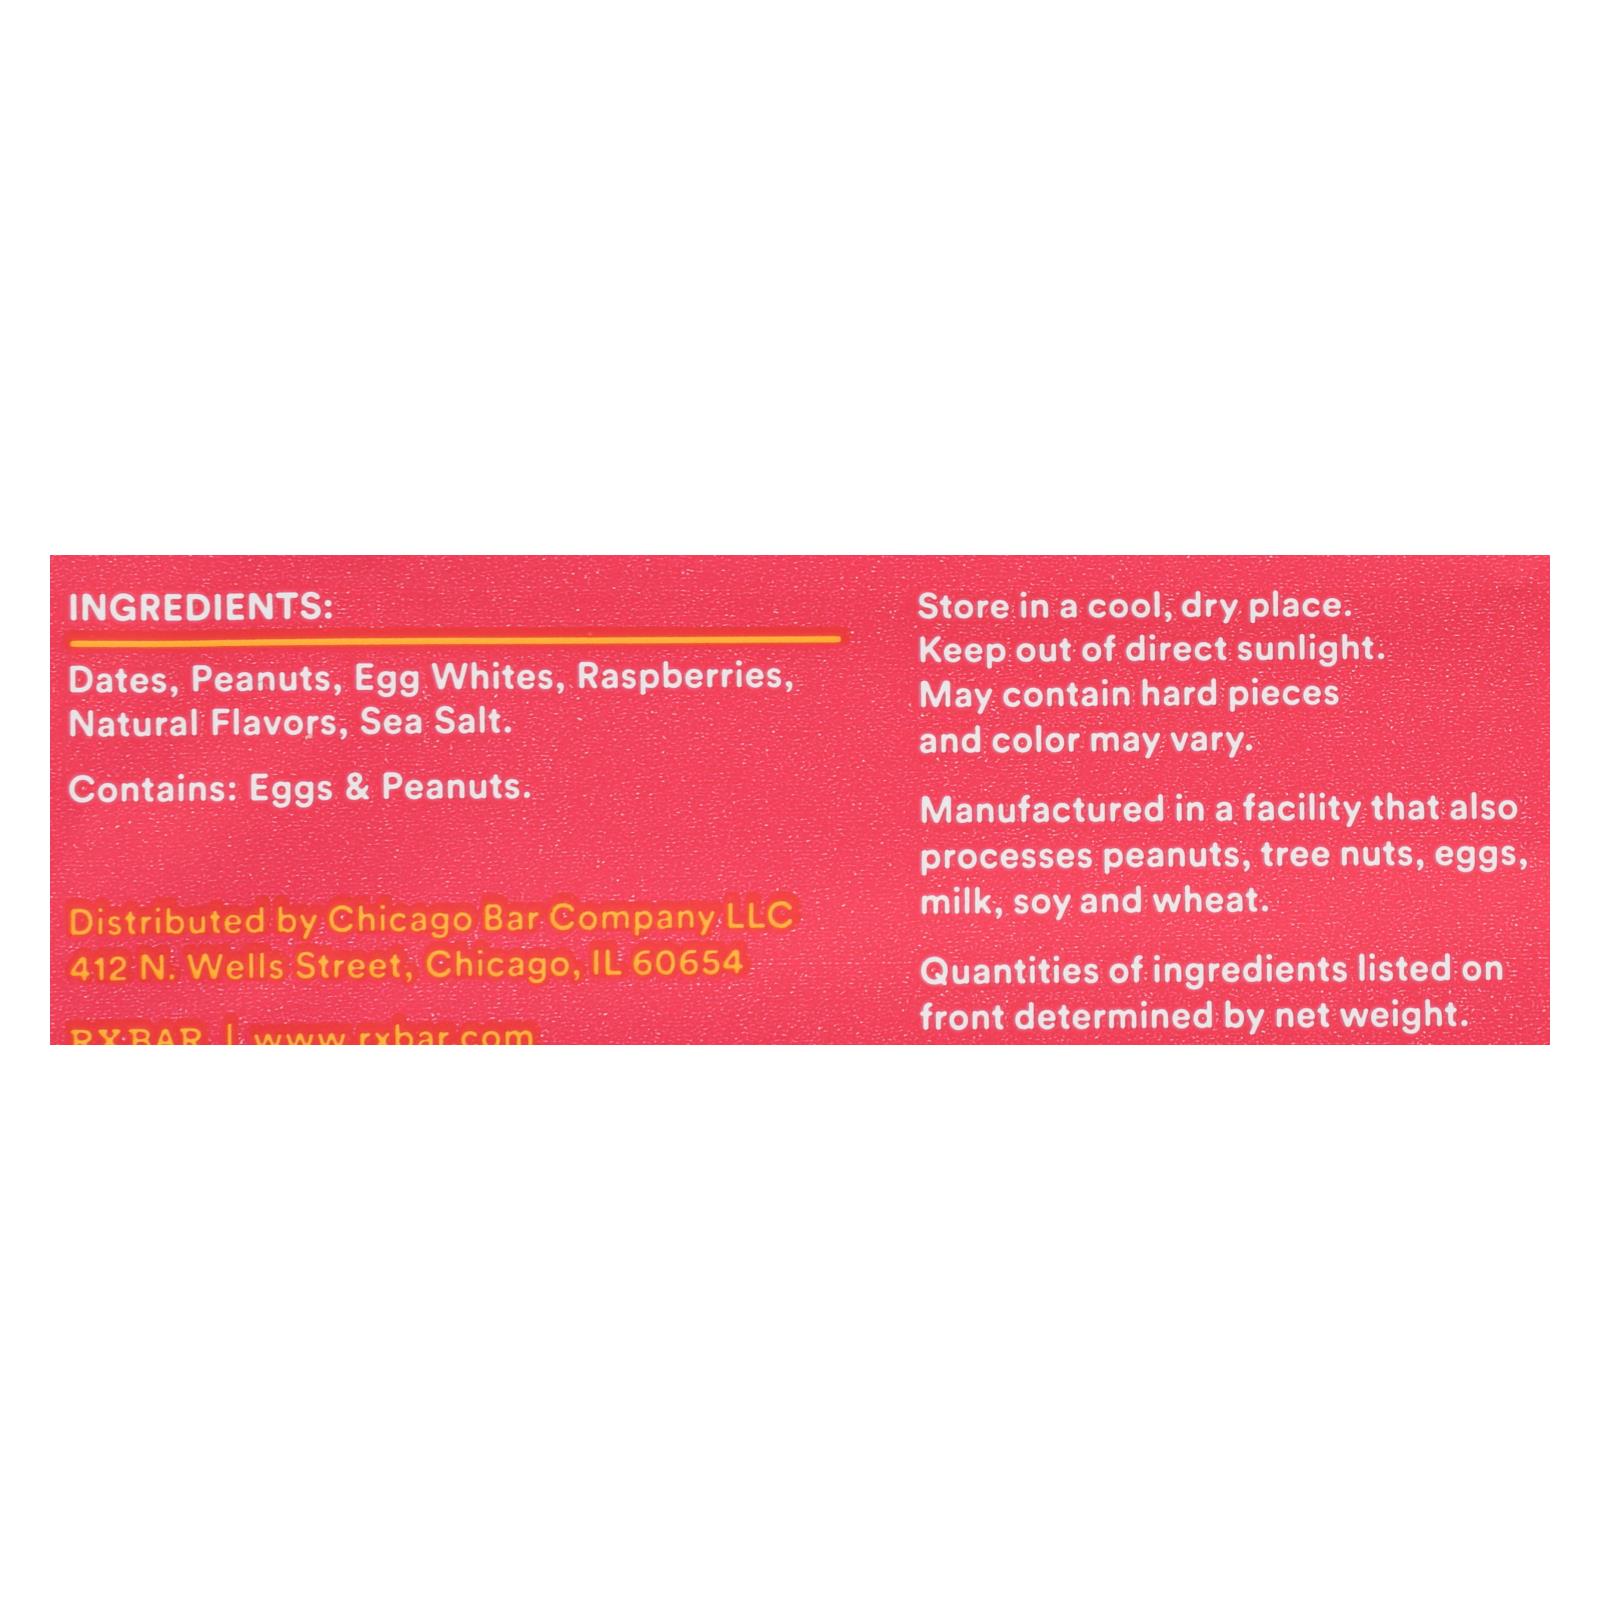 INGREDIENTS:
Dates, Peanuts, Egg Whites, Raspberries,
Natural Flavors, Sea Salt.
Contains: Eggs & Peanuts.
Distributed by Chicago Bar Company LLC
412 N. Wells Street, Chicago, IL 60654
RXBAR | www.rxbar.com
Store in a cool, dry place.
Keep out of direct sunlight.
May contain hard pieces
and color may vary.
Manufactured in a facility that also
processes peanuts, tree nuts, eggs,
milk, soy and wheat.
Quantities of ingredients listed on
front determined by net weight.